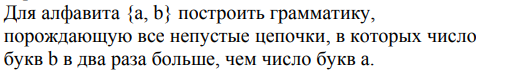 Для алфавита {a, b} построить грамматику,
порождающую все непустые цепочки, в которых число
букв b в два раза больше, чем число букв a.